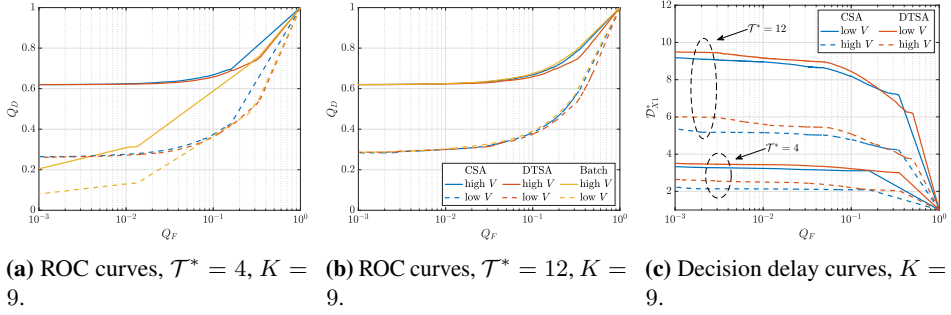 1
0.8
0.6
0.4
0.2
0
Q_D
10^{-3}
10^{-2}
10^{-1}
10^0
Q_F
1
0.8
0.6
0.4
0.2
0
Q_D
CSA DTSA Batch
high V high V high V
low V low V low V
10^{-3}
10^{-2}
10^{-1}
10^0
Q_F
12
10
8
6
4
2
CSA DTSA
low V low V
high V high V
𝒯* = 12
𝒯* = 4
10^{-3}
10^{-2}
10^{-1}
10^0
Q_F
(a) ROC curves, 𝒯* = 4, K =
9.
(b) ROC curves, 𝒯* = 12, K =
9.
(c) Decision delay curves, K =
9.